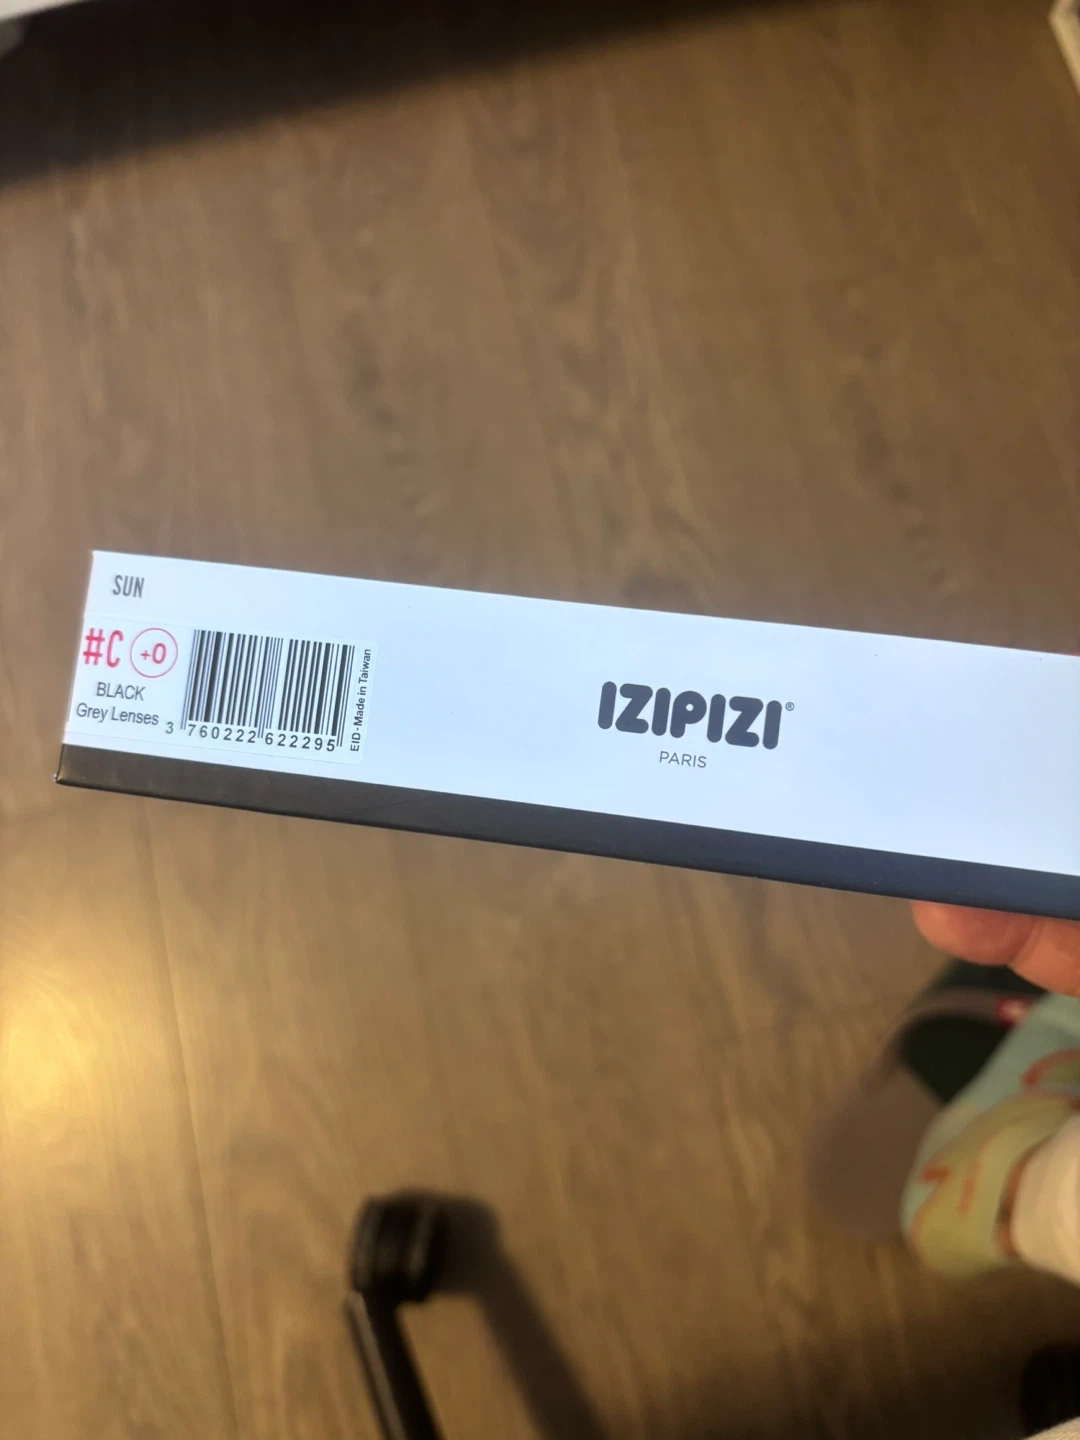 SUN
#C +0
BLACK
Grey Lenses
3 760222 622295
EID - Made in Taiwan
IZIPIZI®
PARIS